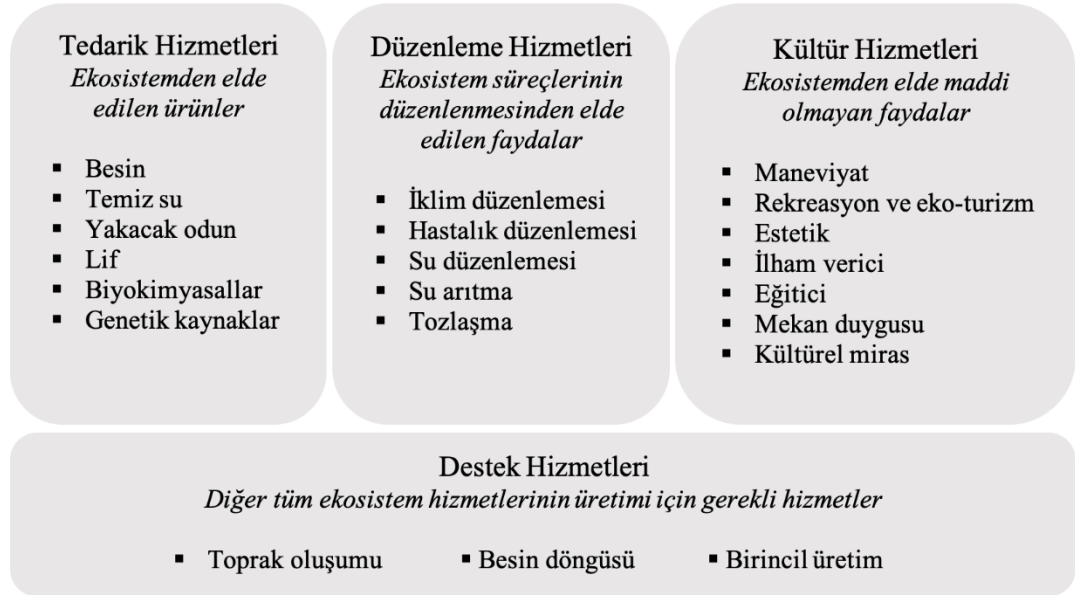 Tedarik Hizmetleri
Ekosistemden elde
edilen ürünler
▪ Besin
▪ Temiz su
▪ Yakacak odun
▪ Lif
▪ Biyokimyasallar
▪ Genetik kaynaklar
Düzenleme Hizmetleri
Ekosistem süreçlerinin
düzenlenmesinden elde
edilen faydalar
▪ İklim düzenlemesi
▪ Hastalık düzenlemesi
▪ Su düzenlemesi
▪ Su arıtma
▪ Tozlaşma
Kültür Hizmetleri
Ekosistemden elde maddi
olmayan faydalar
▪ Maneviyat
▪ Rekreasyon ve eko-turizm
▪ Estetik
▪ İlham verici
▪ Eğitici
▪ Mekan duygusu
▪ Kültürel miras
Destek Hizmetleri
Diğer tüm ekosistem hizmetlerinin üretimi için gerekli hizmetler
▪ Toprak oluşumu ▪ Besin döngüsü ▪ Birincil üretim